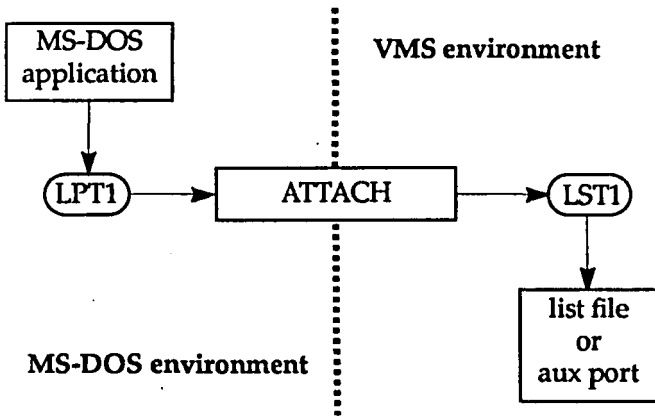 MS-DOS
application
VMS environment
LPT1
ATTACH
LST1
list file
or
aux port
MS-DOS environment